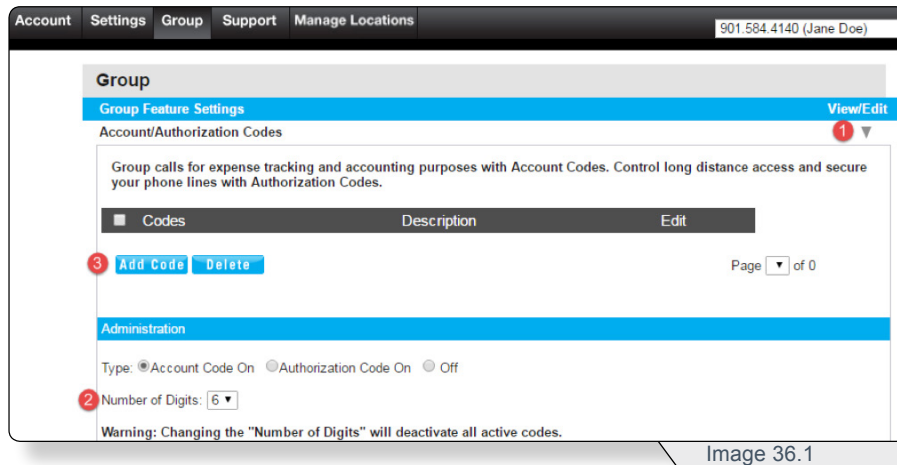 Account Settings Group Support Manage Locations
901.584.4140 (Jane Doe)
Group
Group Feature Settings View/Edit
Account/Authorization Codes 1 ▼
Group calls for expense tracking and accounting purposes with Account Codes. Control long distance access and secure
your phone lines with Authorization Codes.
Codes Description Edit
3 Add Code Delete Page ▼ of 0
Administration
Type: Account Code On Authorization Code On Off
2 Number of Digits: 6 ▼
Warning: Changing the "Number of Digits" will deactivate all active codes.
Image 36.1